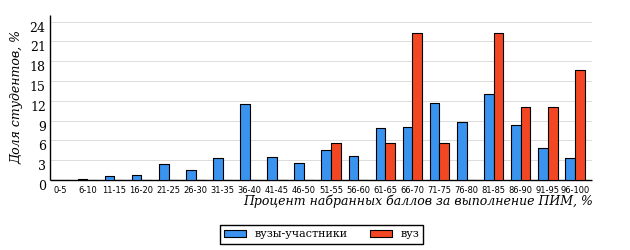 Доля студентов, %
24
21
18
15
12
9
6
3
0
0-5 6-10 11-15 16-20 21-25 26-30 31-35 36-40 41-45 46-50 51-55 56-60 61-65 66-70 71-75 76-80 81-85 86-90 91-95 96-100
Процент набранных баллов за выполнение ПИМ, %
вузы-участники вуз